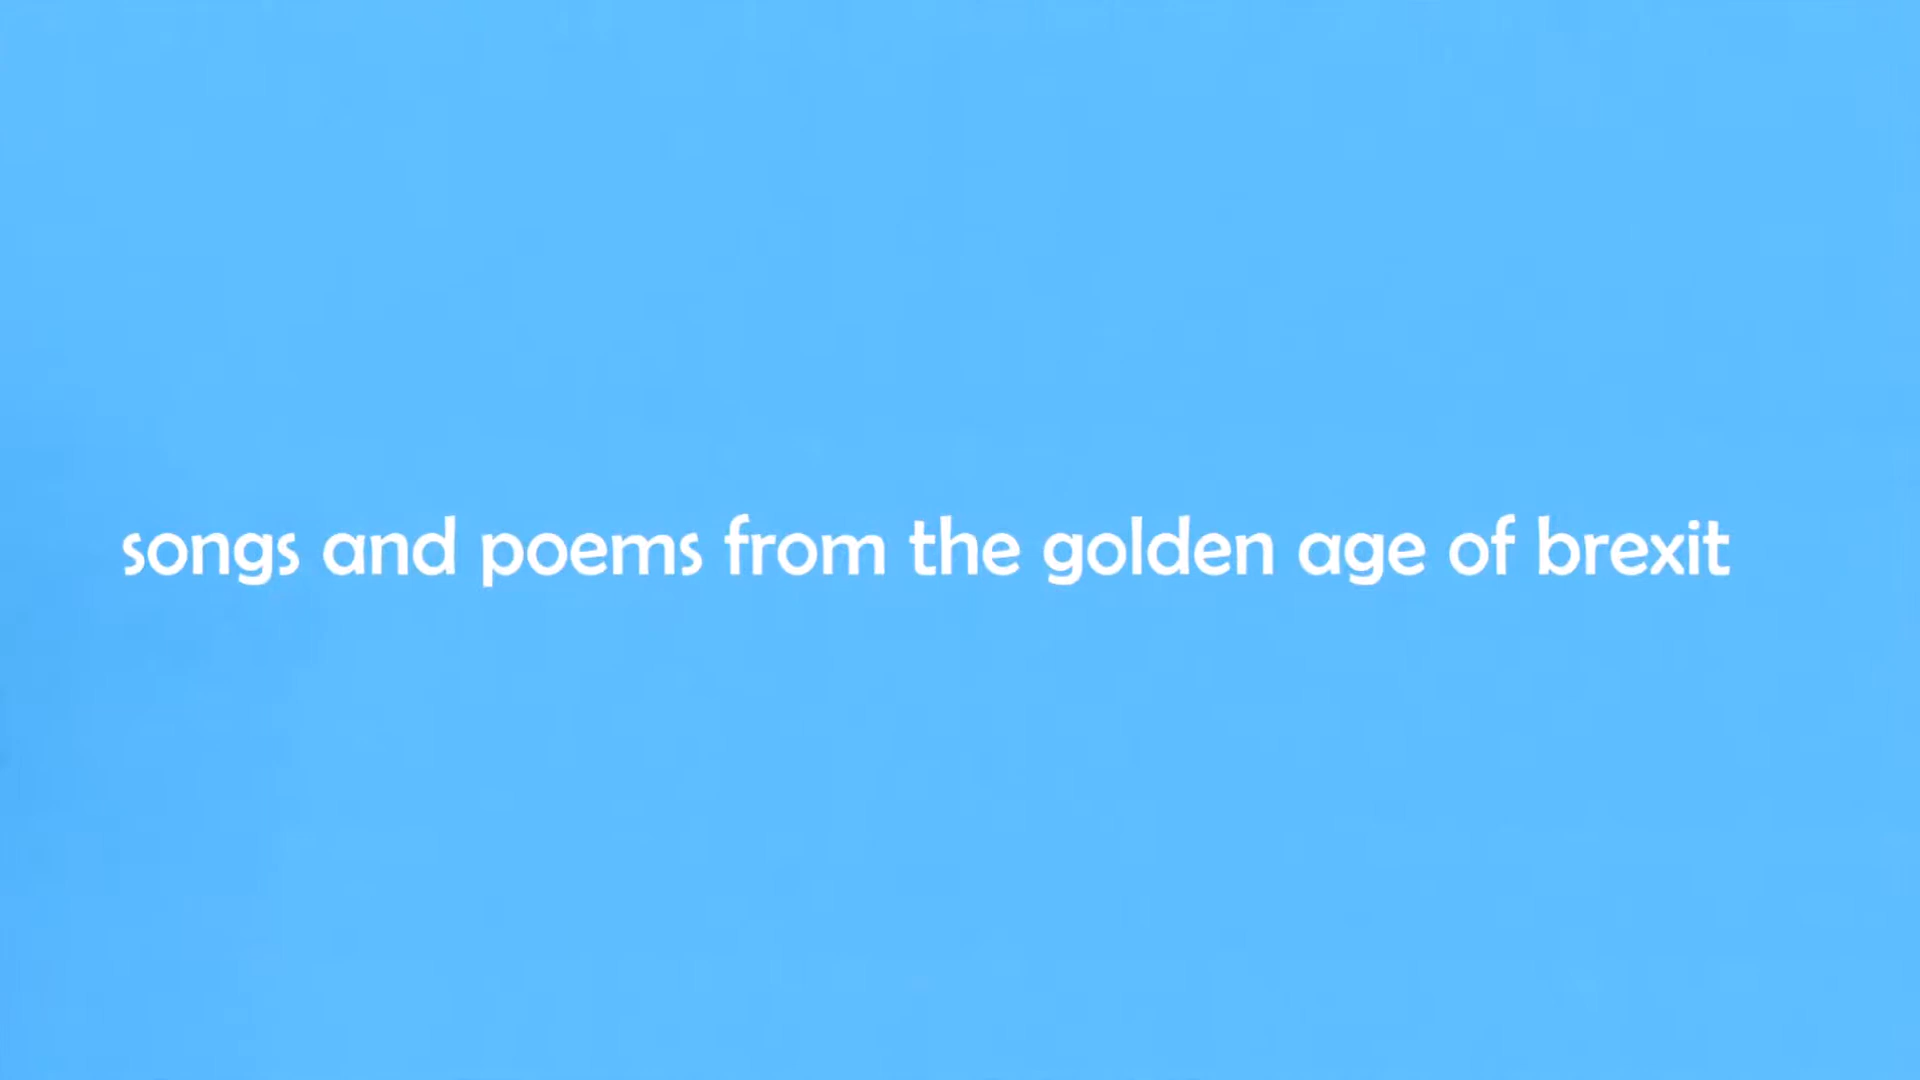 songs and poems from the golden age of brexit